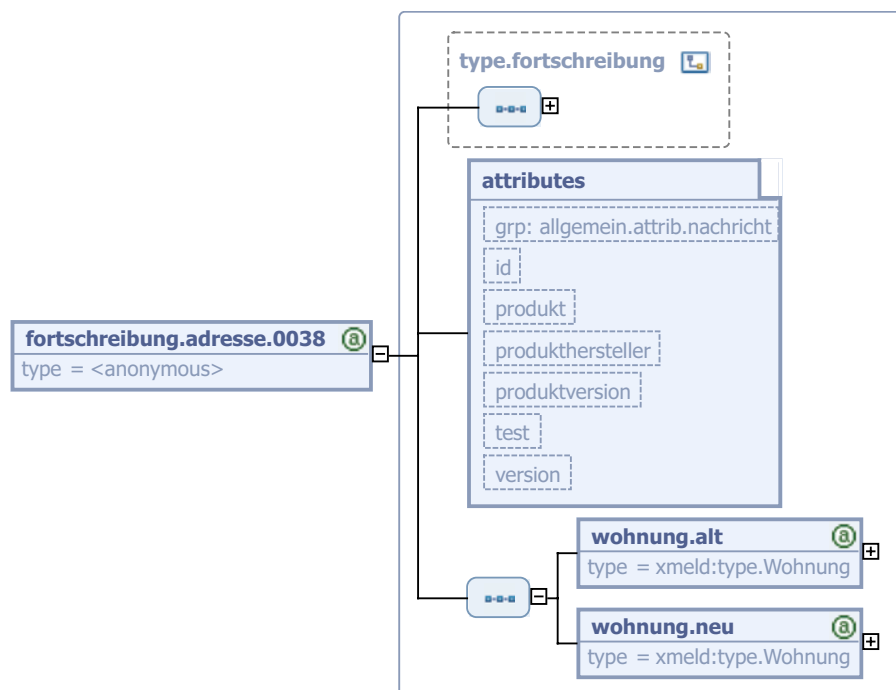 type.fortschreibung
attributes
grp: allgemein.attrib.nachricht
id
produkt
produkthersteller
produktversion
test
version
fortschreibung.adresse.0038
type = <anonymous>
wohnung.alt
type = xmeld:type.Wohnung
wohnung.neu
type = xmeld:type.Wohnung